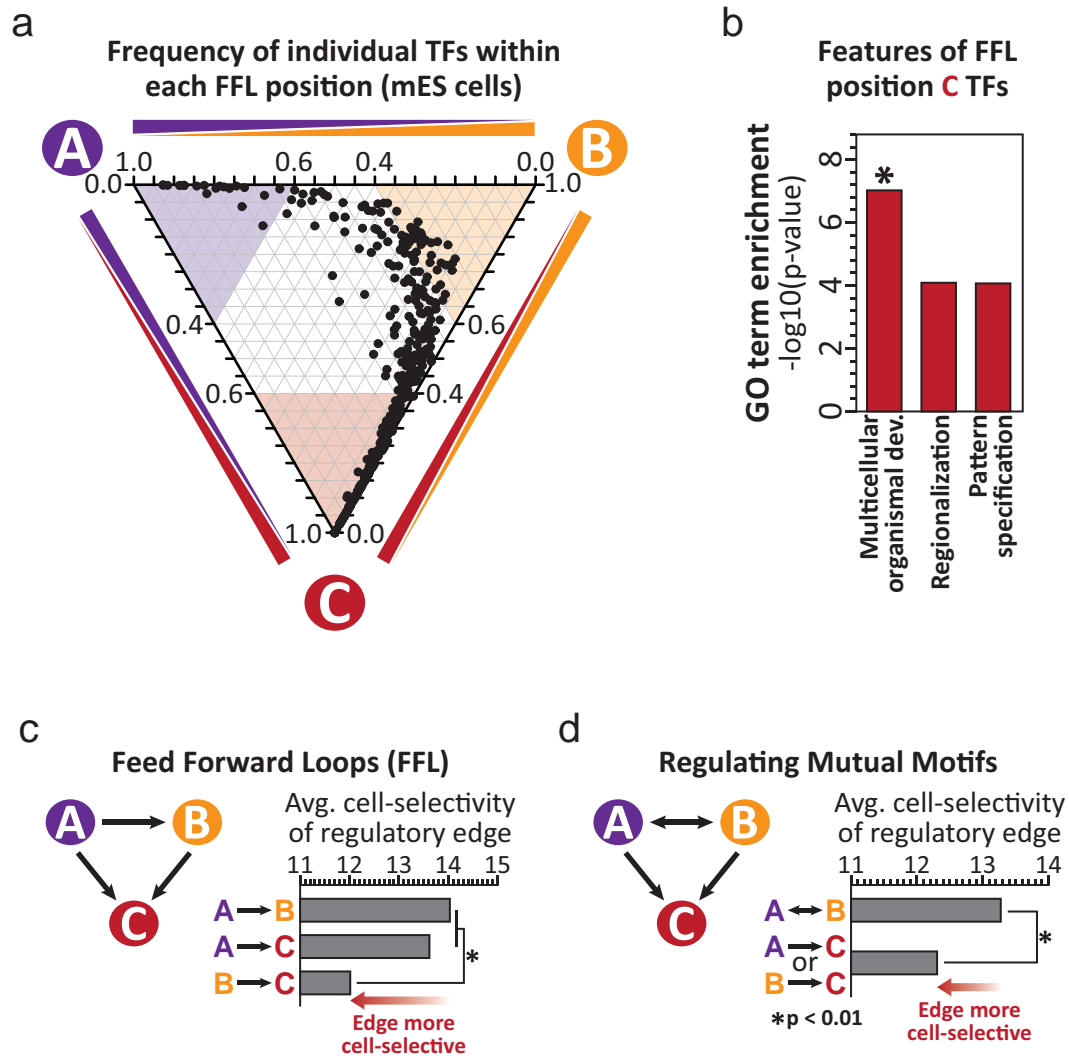 a
Frequency of individual TFs within
each FFL position (mES cells)
A
B
1.0
0.6
0.4
0.0
0.0
1.0
0.4
0.6
0.6
0.4
1.0
0.0
C
b
Features of FFL
position C TFs
GO term enrichment
-log10(p-value)
8
6
4
2
0
*
Multicellular
organismal dev.
Regionalization
Pattern
specification
c
Feed Forward Loops (FFL)
A
B
C
Avg. cell-selectivity
of regulatory edge
11 12 13 14 15
A B
A C
B C
*
Edge more
cell-selective
d
Regulating Mutual Motifs
A
B
C
Avg. cell-selectivity
of regulatory edge
11 12 13 14
A B
A C
or
B C
*
*p < 0.01
Edge more
cell-selective